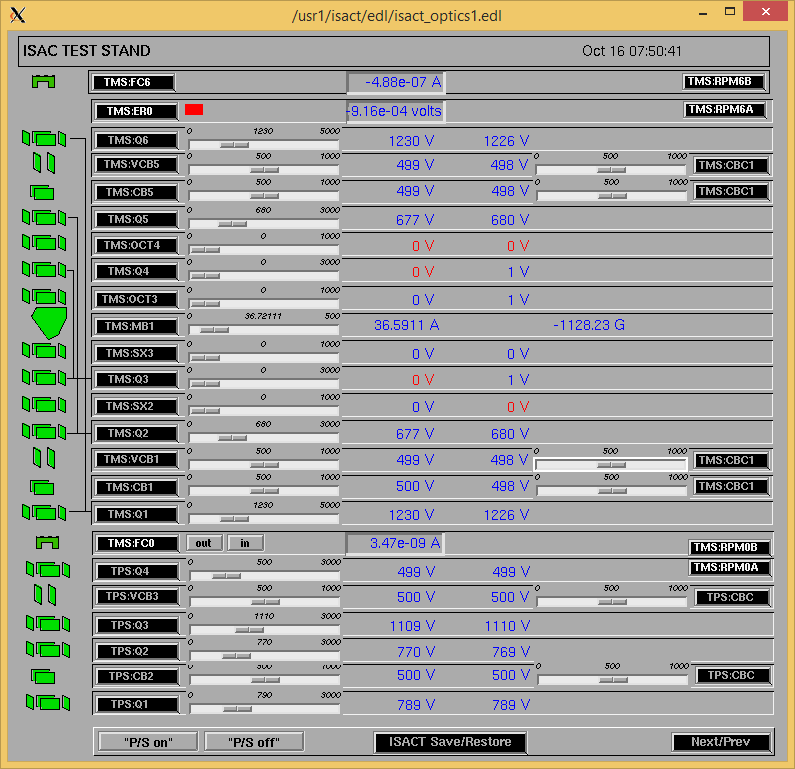 /usr1/isact/edl/isact_optics1.edl
ISAC TEST STAND Oct 16 07:50:41
TMS:FC6 -4.88e-07 A TMS:RPM6B
TMS:ER0 -9.16e-04 volts TMS:RPM6A
TMS:Q6 0 1230 5000 1230 V 1226 V
TMS:VCB5 0 500 1000 499 V 498 V 0 500 1000 TMS:CBC1
TMS:CB5 0 500 1000 499 V 498 V 0 500 1000 TMS:CBC1
TMS:Q5 0 680 3000 677 V 680 V
TMS:OCT4 0 0 1000 0 V 0 V
TMS:Q4 0 0 3000 0 V 1 V
TMS:OCT3 0 0 1000 0 V 1 V
TMS:MB1 0 36.72111 500 36.5911 A -1128.23 G
TMS:SX3 0 0 1000 0 V 0 V
TMS:Q3 0 0 3000 0 V 1 V
TMS:SX2 0 0 1000 0 V 0 V
TMS:Q2 0 680 3000 677 V 680 V
TMS:VCB1 0 500 1000 499 V 498 V 0 500 1000 TMS:CBC1
TMS:CB1 0 500 1000 500 V 498 V 0 500 1000 TMS:CBC1
TMS:Q1 0 1230 5000 1230 V 1226 V
TMS:FC0 out in 3.47e-09 A TMS:RPM0B
TPS:Q4 0 500 3000 499 V 499 V TMS:RPM0A
TPS:VCB3 0 500 1000 500 V 500 V 0 500 1000 TPS:CBC
TPS:Q3 0 1110 3000 1109 V 1110 V
TPS:Q2 0 770 3000 770 V 769 V
TPS:CB2 0 500 1000 500 V 500 V 0 500 1000 TPS:CBC
TPS:Q1 0 790 3000 789 V 789 V
"P/S on" "P/S off" ISACT Save/Restore Next/Prev